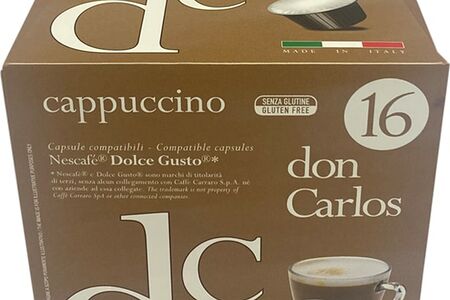 dc
MADE IN ITALY
cappuccino
SENZA GLUTINE
GLUTEN FREE
16
Capsule compatibili - Compatible capsules
Nescafé® Dolce Gusto®*
* Nescafé® e Dolce Gusto® sono marchi di titolarità
di terzi, senza alcun collegamento con Caffè Carraro S.p.A. né
con aziende ad essa collegate. The trademark is not property
of Caffè Carraro SpA or other connected companies.
don
Carlos
dc